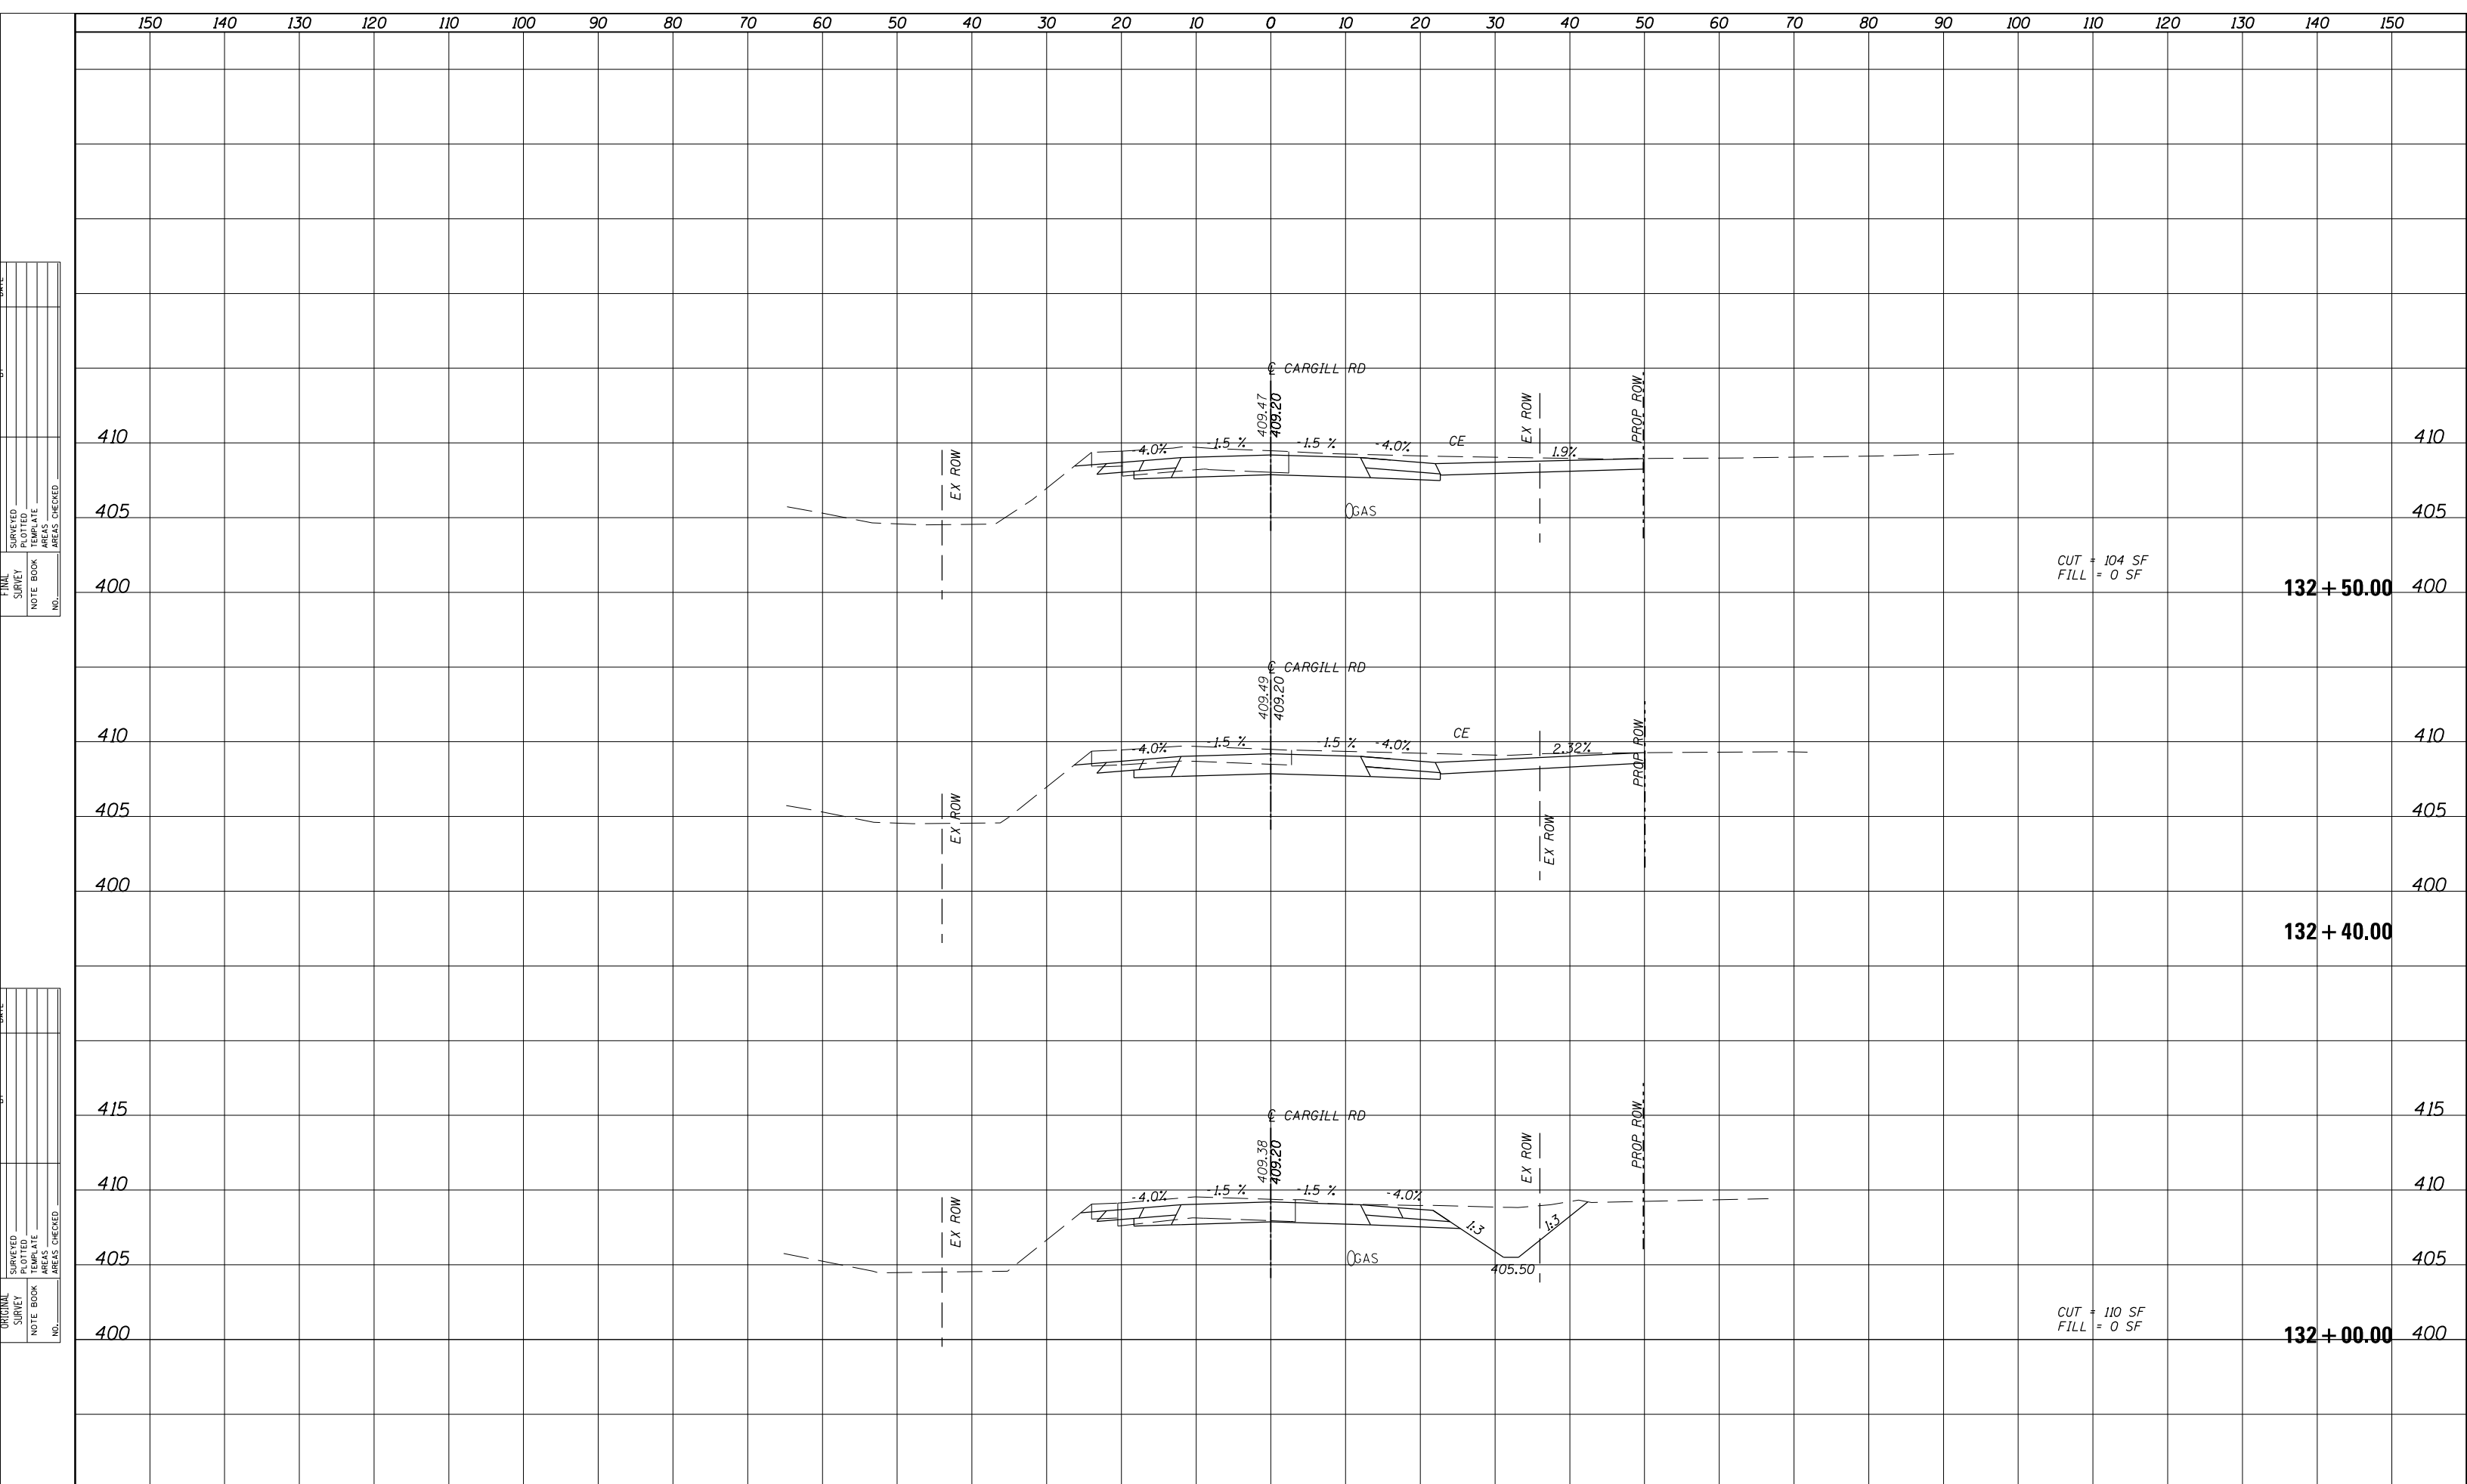 150 140 130 120 110 100 90 80 70 60 50 40 30 20 10 0 10 20 30 40 50 60 70 80 90 100 110 120 130 140 150
℄ CARGILL RD
409.47
409.20
EX ROW
PROP ROW
410
-4.0%
-1.5 %
-1.5 %
-4.0%
CE
1.9%
410
EX ROW
405
GAS
405
CUT = 104 SF
FILL = 0 SF
400
132+50.00
400
℄ CARGILL RD
409.49
409.20
410
-4.0%
-1.5 %
-1.5 %
-4.0%
CE
2.32%
PROP ROW
410
EX ROW
405
EX ROW
405
400
400
132+40.00
415
℄ CARGILL RD
415
409.38
409.20
EX ROW
PROP ROW
410
-4.0%
-1.5 %
-1.5 %
-4.0%
410
EX ROW
1:3
1:3
405
GAS
405.50
405
CUT = 110 SF
FILL = 0 SF
400
132+00.00
400
FINAL
SURVEY
NOTE BOOK
NO.
SURVEYED
PLOTTED
TEMPLATE
AREAS
AREAS CHECKED
ORIGINAL
SURVEY
NOTE BOOK
NO.
SURVEYED
PLOTTED
TEMPLATE
AREAS
AREAS CHECKED